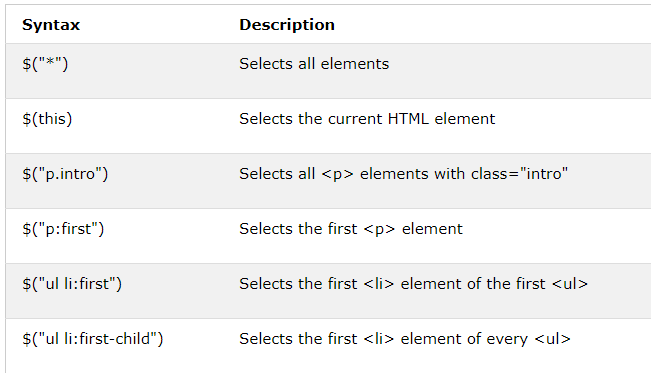 Syntax Description
$("*") Selects all elements
$(this) Selects the current HTML element
$("p.intro") Selects all <p> elements with class="intro"
$("p:first") Selects the first <p> element
$("ul li:first") Selects the first <li> element of the first <ul>
$("ul li:first-child") Selects the first <li> element of every <ul>